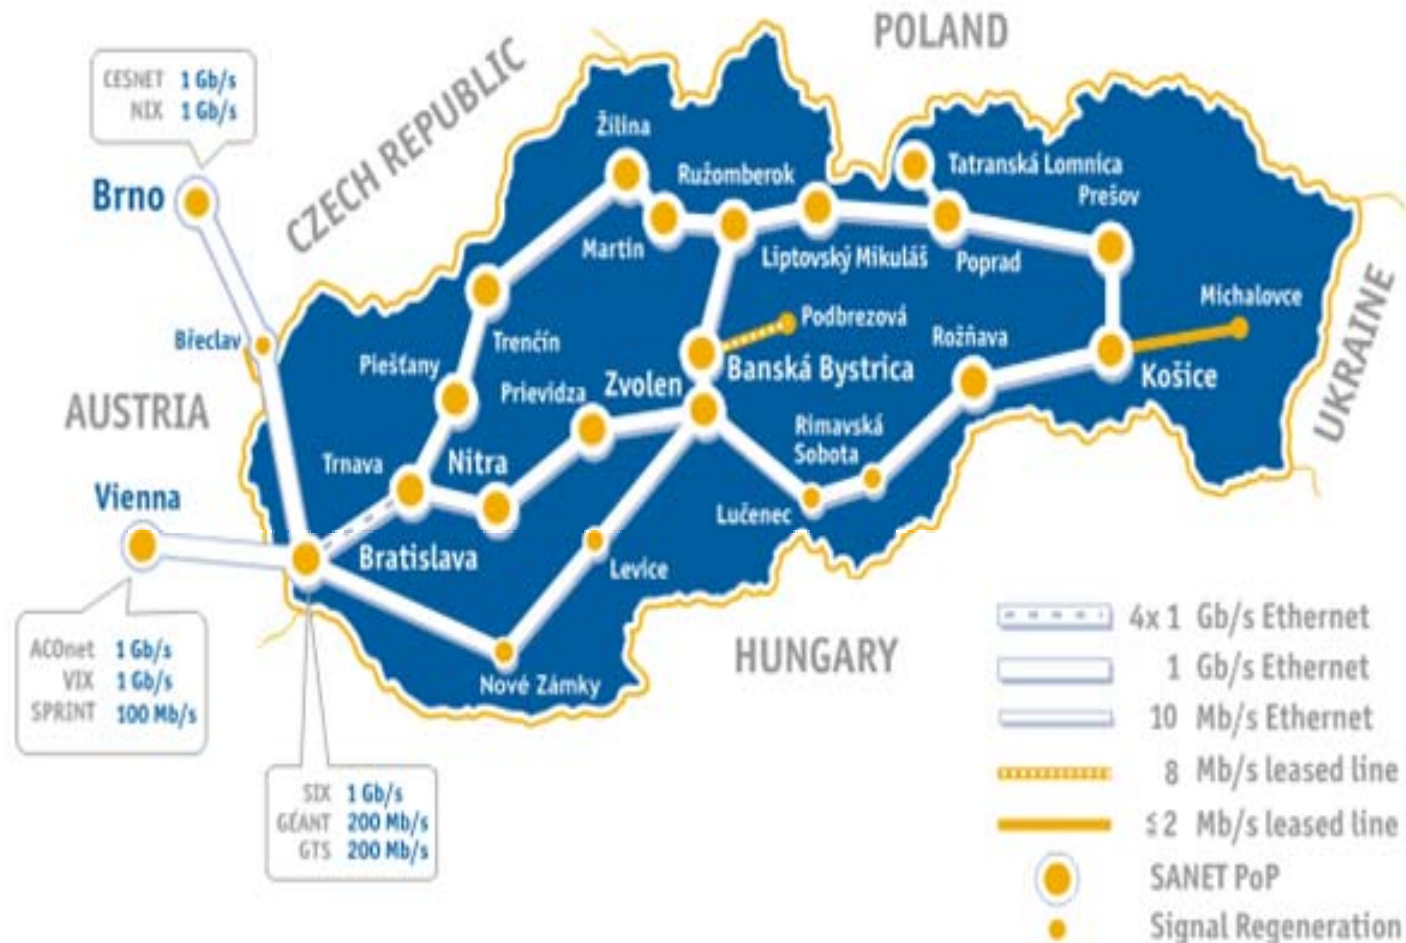 POLAND
CZECH REPUBLIC
CESNET 1 Gb/s
NIX 1 Gb/s
Brno
Žilina
Ružomberok
Tatranská Lomnica
Prešov
Martin
Liptovský Mikuláš
Poprad
Michalovce
UKRAINE
Břeclav
Trenčín
Podbrezová
Rožňava
Piešťany
Prievidza
Zvolen
Banská Bystrica
Košice
AUSTRIA
Rimavská
Sobota
Trnava
Nitra
Vienna
Lučenec
Bratislava
Levice
Nové Zámky
HUNGARY
ACOnet 1 Gb/s
VIX 1 Gb/s
SPRINT 100 Mb/s
SIX 1 Gb/s
GÉANT 200 Mb/s
GTS 200 Mb/s
4x 1 Gb/s Ethernet
1 Gb/s Ethernet
10 Mb/s Ethernet
8 Mb/s leased line
≤2 Mb/s leased line
SANET PoP
Signal Regeneration